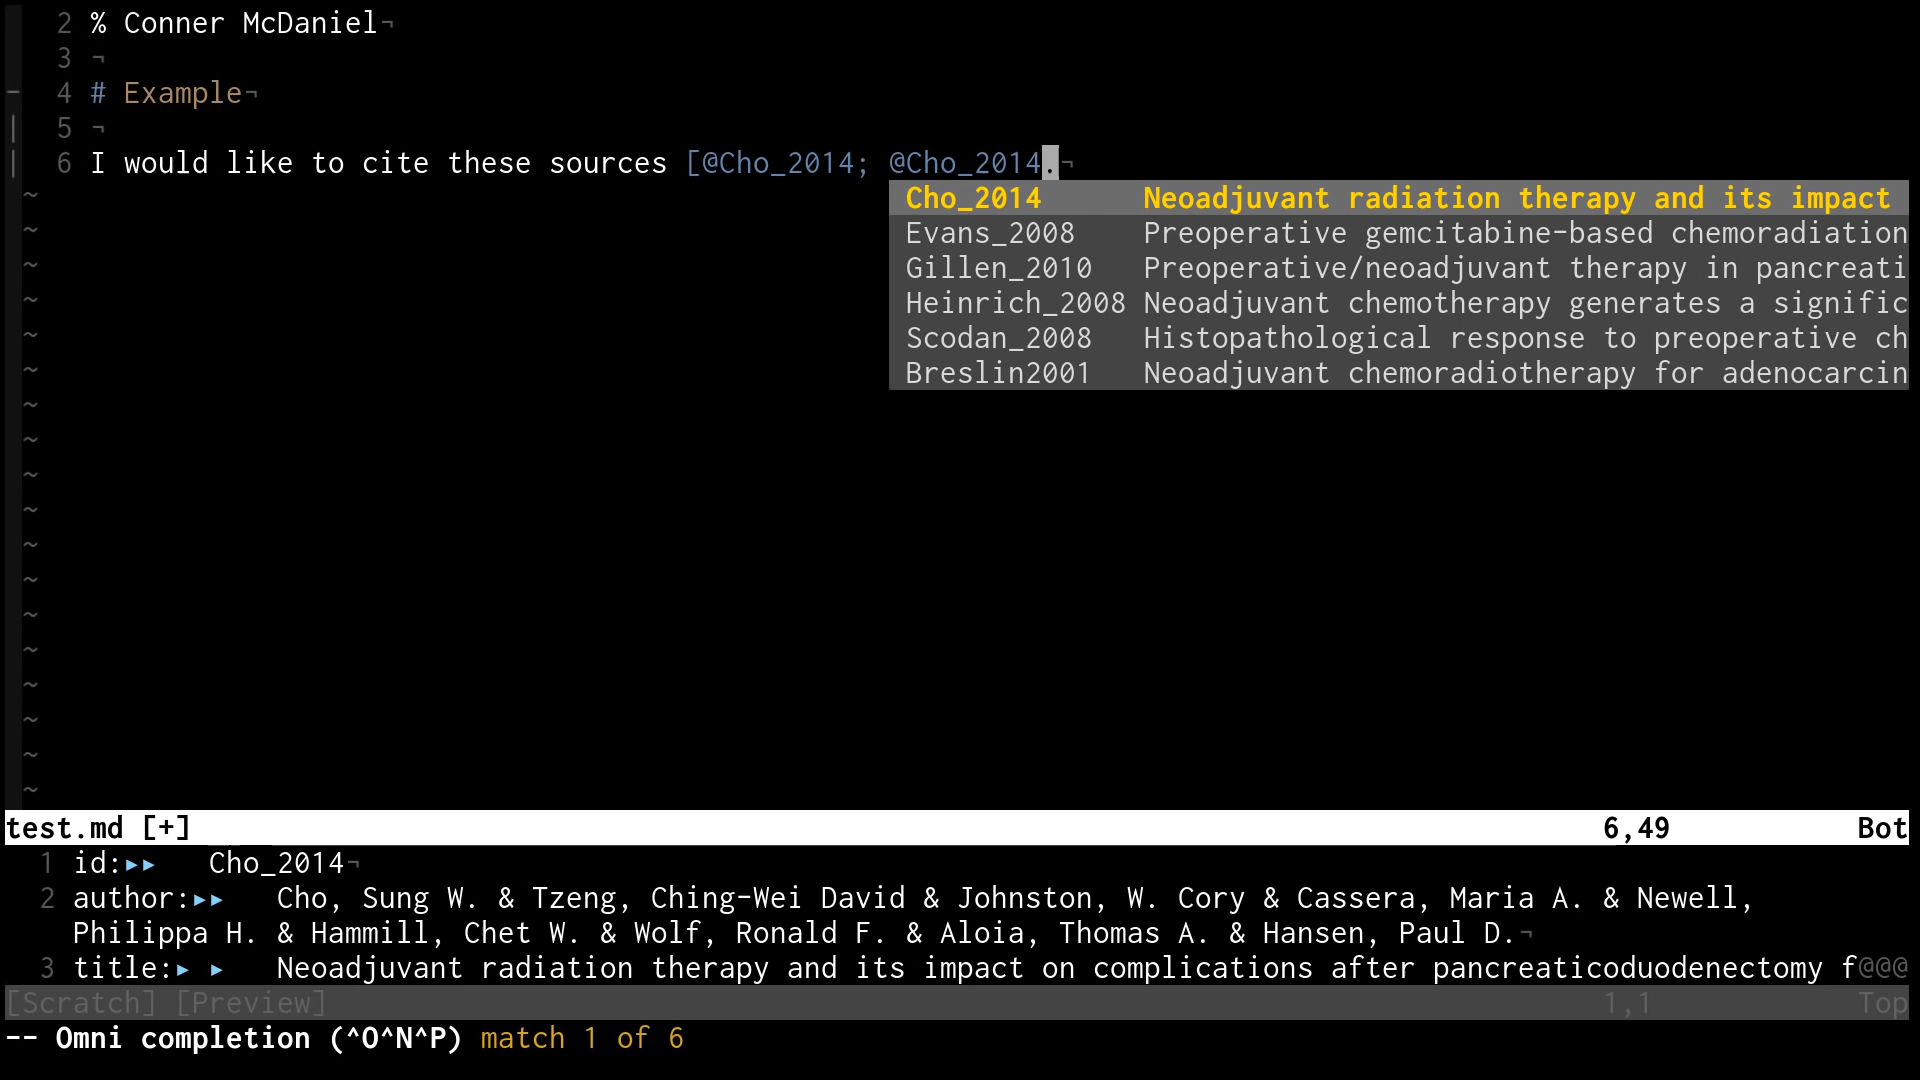 2 % Conner McDaniel¬
3 ¬
- 4 # Example¬
| 5 ¬
| 6 I would like to cite these sources [@Cho_2014; @Cho_2014.¬
~ Cho_2014 Neoadjuvant radiation therapy and its impact
~ Evans_2008 Preoperative gemcitabine-based chemoradiation
~ Gillen_2010 Preoperative/neoadjuvant therapy in pancreati
~ Heinrich_2008 Neoadjuvant chemotherapy generates a signific
~ Scodan_2008 Histopathological response to preoperative ch
~ Breslin2001 Neoadjuvant chemoradiotherapy for adenocarcin
~
~
~
~
~
~
~
~
~
~
~
~
test.md [+] 6,49 Bot
1 id:▸▸ Cho_2014¬
2 author:▸▸ Cho, Sung W. & Tzeng, Ching-Wei David & Johnston, W. Cory & Cassera, Maria A. & Newell,
Philippa H. & Hammill, Chet W. & Wolf, Ronald F. & Aloia, Thomas A. & Hansen, Paul D.¬
3 title:▸ ▸ Neoadjuvant radiation therapy and its impact on complications after pancreaticoduodenectomy f@@@
[Scratch] [Preview] 1,1 Top
-- Omni completion (^O^N^P) match 1 of 6